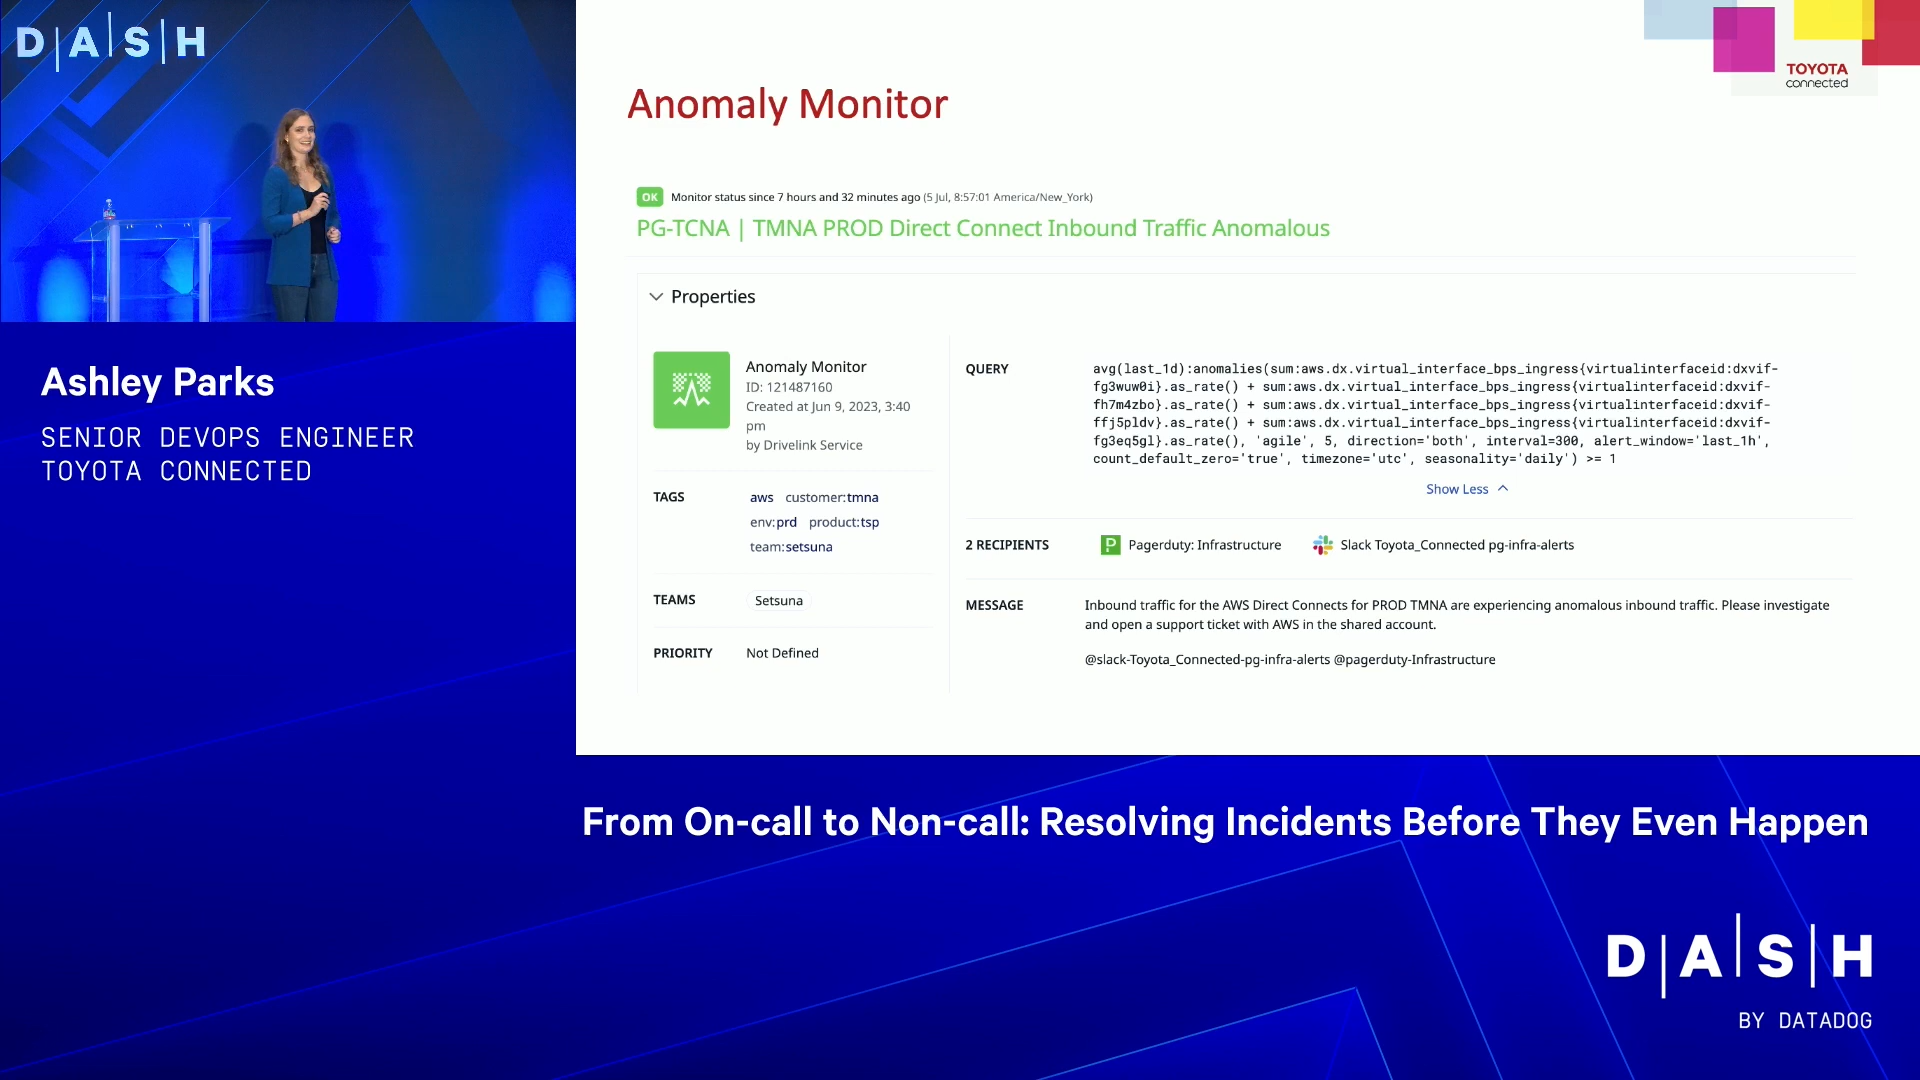 D|A|S|H
TOYOTA
connected
Anomaly Monitor
OK Monitor status since 7 hours and 32 minutes ago (5 Jul, 8:57:01 America/New_York)
PG-TCNA | TMNA PROD Direct Connect Inbound Traffic Anomalous
Properties
Anomaly Monitor
ID: 121487160
Created at Jun 9, 2023, 3:40
pm
by Drivelink Service
TAGS
aws customer:tmna
env:prd product:tsp
team:setsuna
TEAMS
Setsuna
PRIORITY
Not Defined
QUERY
avg(last_1d):anomalies(sum:aws.dx.virtual_interface_bps_ingress{virtualinterfaceid:dxvif-
fg3wuw0i}.as_rate() + sum:aws.dx.virtual_interface_bps_ingress{virtualinterfaceid:dxvif-
fh7m4zbo}.as_rate() + sum:aws.dx.virtual_interface_bps_ingress{virtualinterfaceid:dxvif-
ffj5pldv}.as_rate() + sum:aws.dx.virtual_interface_bps_ingress{virtualinterfaceid:dxvif-
fg3eq5gl}.as_rate(), 'agile', 5, direction='both', interval=300, alert_window='last_1h',
count_default_zero='true', timezone='utc', seasonality='daily') >= 1
Show Less
2 RECIPIENTS
Pagerduty: Infrastructure
Slack Toyota_Connected pg-infra-alerts
MESSAGE
Inbound traffic for the AWS Direct Connects for PROD TMNA are experiencing anomalous inbound traffic. Please investigate
and open a support ticket with AWS in the shared account.
@slack-Toyota_Connected-pg-infra-alerts @pagerduty-Infrastructure
Ashley Parks
SENIOR DEVOPS ENGINEER
TOYOTA CONNECTED
From On-call to Non-call: Resolving Incidents Before They Even Happen
D|A|S|H
BY DATADOG